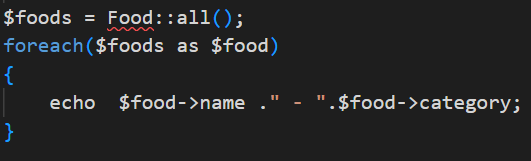 $foods = Food::all();
foreach($foods as $food)
{
    echo  $food->name ." - ".$food->category;
}